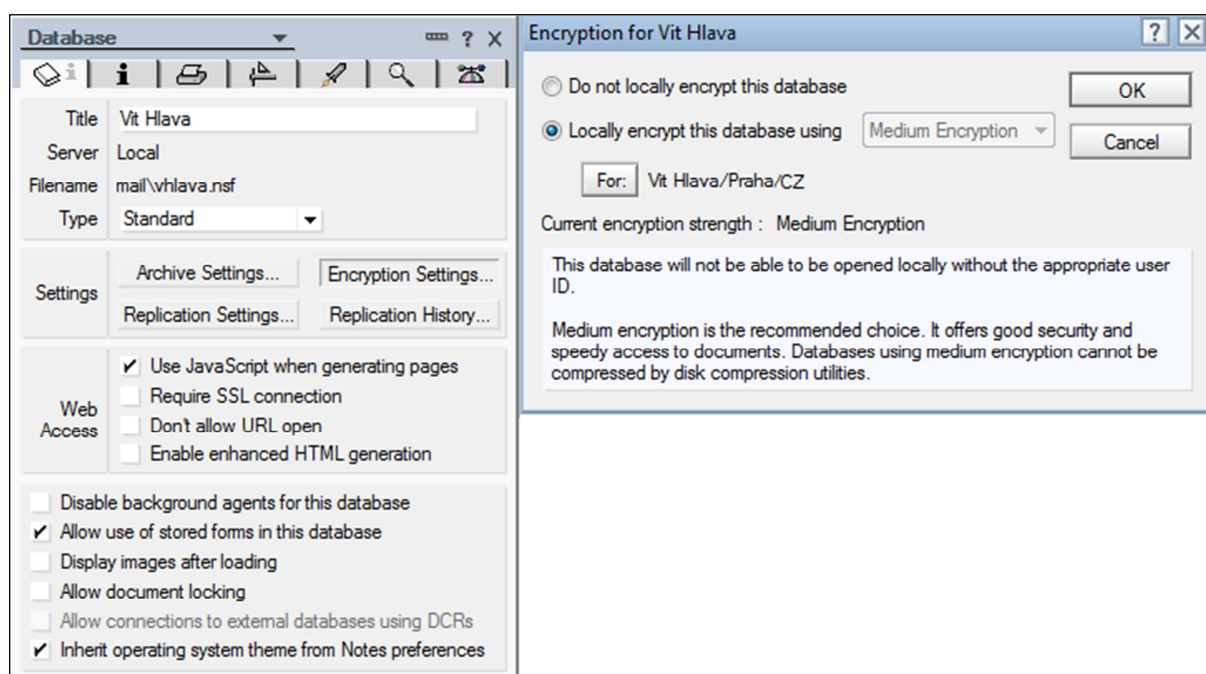 Database
? X
i
i
Title Vit Hlava
Server Local
Filename mail\vhlava.nsf
Type Standard
Settings
Archive Settings... Encryption Settings...
Replication Settings... Replication History...
Web Access
Use JavaScript when generating pages
Require SSL connection
Don't allow URL open
Enable enhanced HTML generation
Disable background agents for this database
Allow use of stored forms in this database
Display images after loading
Allow document locking
Allow connections to external databases using DCRs
Inherit operating system theme from Notes preferences
Encryption for Vit Hlava ? X
Do not locally encrypt this database OK
Locally encrypt this database using Medium Encryption Cancel
For: Vit Hlava/Praha/CZ
Current encryption strength : Medium Encryption
This database will not be able to be opened locally without the appropriate user
ID.
Medium encryption is the recommended choice. It offers good security and
speedy access to documents. Databases using medium encryption cannot be
compressed by disk compression utilities.